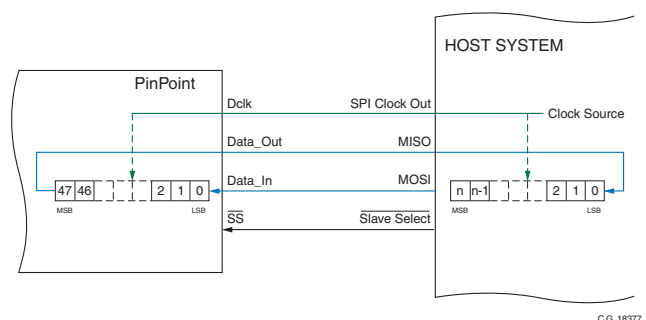 HOST SYSTEM
PinPoint
Dclk SPI Clock Out Clock Source
Data_Out MISO
47 46 2 1 0 Data_In MOSI n n-1 2 1 0
MSB LSB MSB LSB
SS Slave Select
C.G. 18377